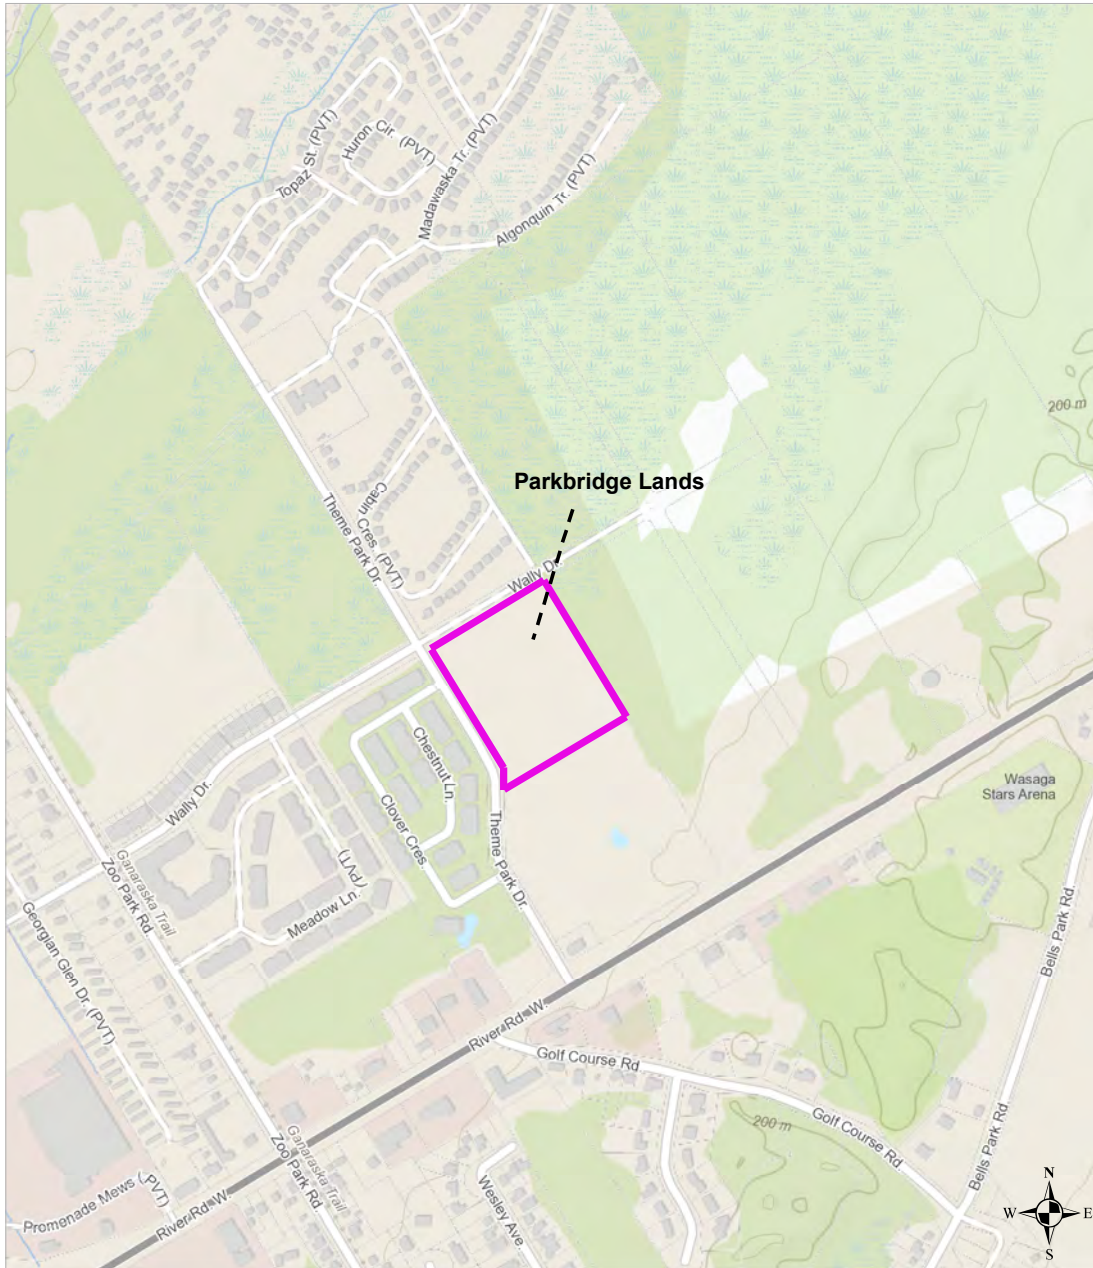 Topaz St. (PVT)
Huron Cir. (PVT)
Madawaska Tr. (PVT)
Algonquin Tr. (PVT)
200 m
Parkbridge Lands
Theme Park Dr.
Cabin Cres. (PVT)
Wally Dr.
Chestnut Ln.
Clover Cres.
Theme Park Dr.
Wasaga
Stars Arena
Wally Dr.
(PVT)
Meadow Ln.
Ganaraska Trail
Zoo Park Rd.
Georgian Glen Dr. (PVT)
Bells Park Rd.
River Rd. W.
Golf Course Rd
200 m
Golf Course Rd
Bells Park Rd.
Ganaraska Trail
Zoo Park Rd
Wesley Ave.
Promenade Mews (PVT)
River Rd W
N
W
E
S